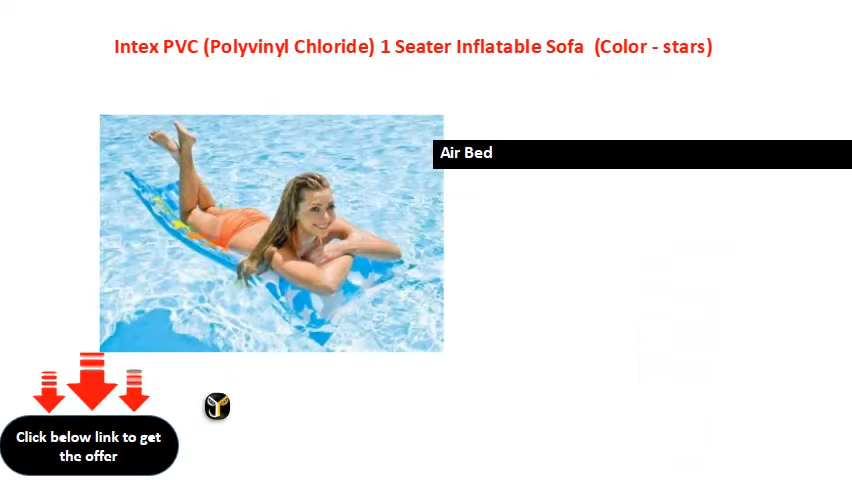 Intex PVC (Polyvinyl Chloride) 1 Seater Inflatable Sofa  (Color - stars)
Air Bed
Click below link to get
the offer